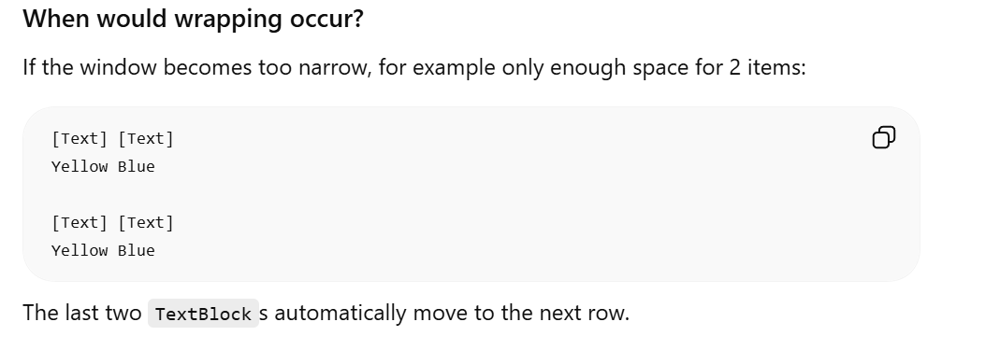 When would wrapping occur?
If the window becomes too narrow, for example only enough space for 2 items:
[Text] [Text]
Yellow Blue
[Text] [Text]
Yellow Blue
The last two TextBlocks automatically move to the next row.